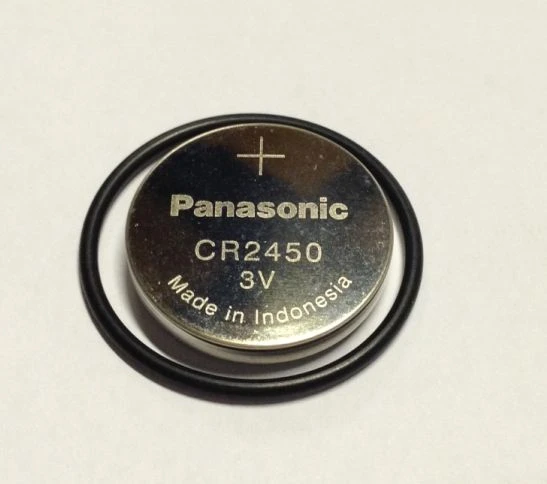 +
Panasonic
CR2450
3V
Made in Indonesia